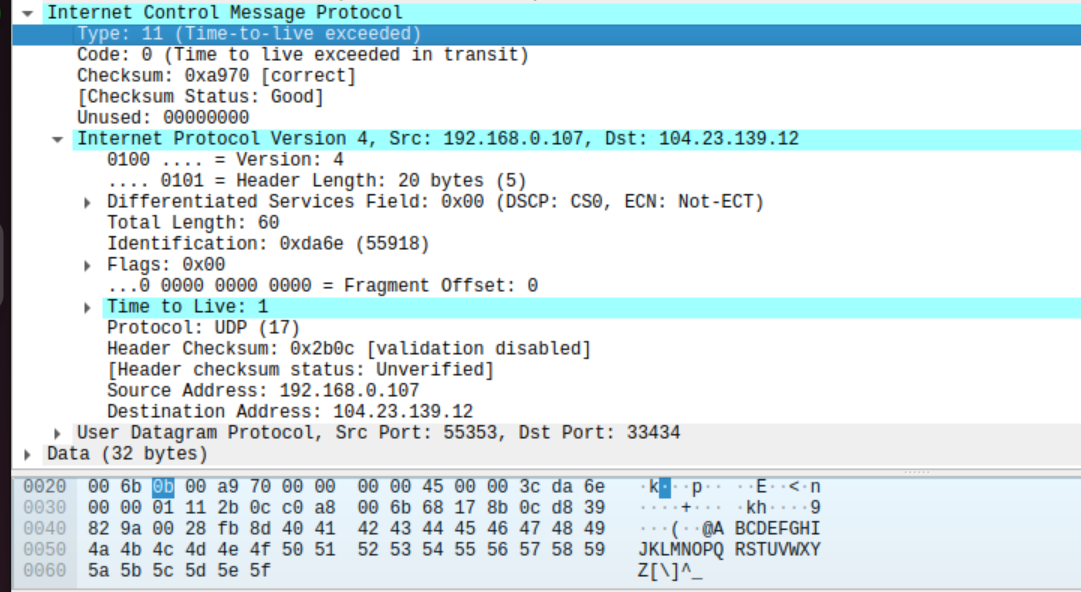 Internet Control Message Protocol
Type: 11 (Time-to-live exceeded)
Code: 0 (Time to live exceeded in transit)
Checksum: 0xa970 [correct]
[Checksum Status: Good]
Unused: 00000000
Internet Protocol Version 4, Src: 192.168.0.107, Dst: 104.23.139.12
0100 .... = Version: 4
.... 0101 = Header Length: 20 bytes (5)
Differentiated Services Field: 0x00 (DSCP: CS0, ECN: Not-ECT)
Total Length: 60
Identification: 0xda6e (55918)
Flags: 0x00
...0 0000 0000 0000 = Fragment Offset: 0
Time to Live: 1
Protocol: UDP (17)
Header Checksum: 0x2b0c [validation disabled]
[Header checksum status: Unverified]
Source Address: 192.168.0.107
Destination Address: 104.23.139.12
User Datagram Protocol, Src Port: 55353, Dst Port: 33434
Data (32 bytes)
0020 00 6b 0b 00 a9 70 00 00 00 00 45 00 00 3c da 6e ·k···p·· ··E··<·n
0030 00 00 01 11 2b 0c c0 a8 00 6b 68 17 8b 0c d8 39 ····+··· ·kh····9
0040 82 9a 00 28 fb 8d 40 41 42 43 44 45 46 47 48 49 ···(··@A BCDEFGHI
0050 4a 4b 4c 4d 4e 4f 50 51 52 53 54 55 56 57 58 59 JKLMNOPQ RSTUVWXY
0060 5a 5b 5c 5d 5e 5f Z[\]^_